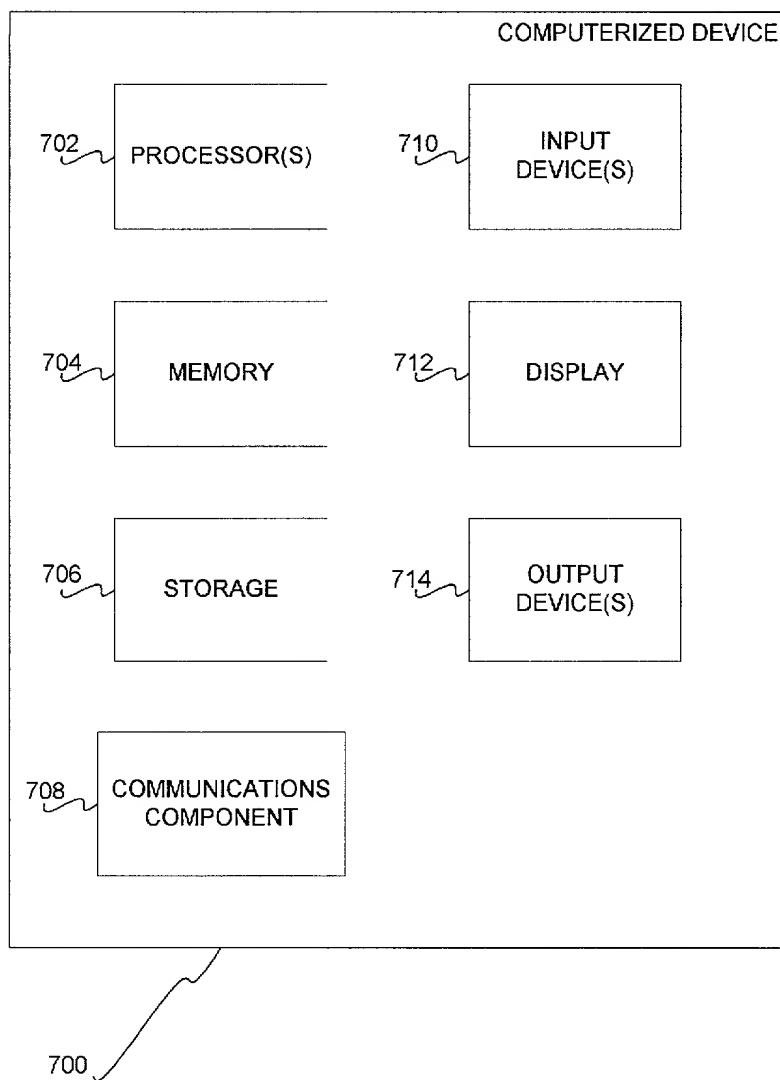 COMPUTERIZED DEVICE
702
PROCESSOR(S)
710
INPUT
DEVICE(S)
704
MEMORY
712
DISPLAY
706
STORAGE
714
OUTPUT
DEVICE(S)
708
COMMUNICATIONS
COMPONENT
700